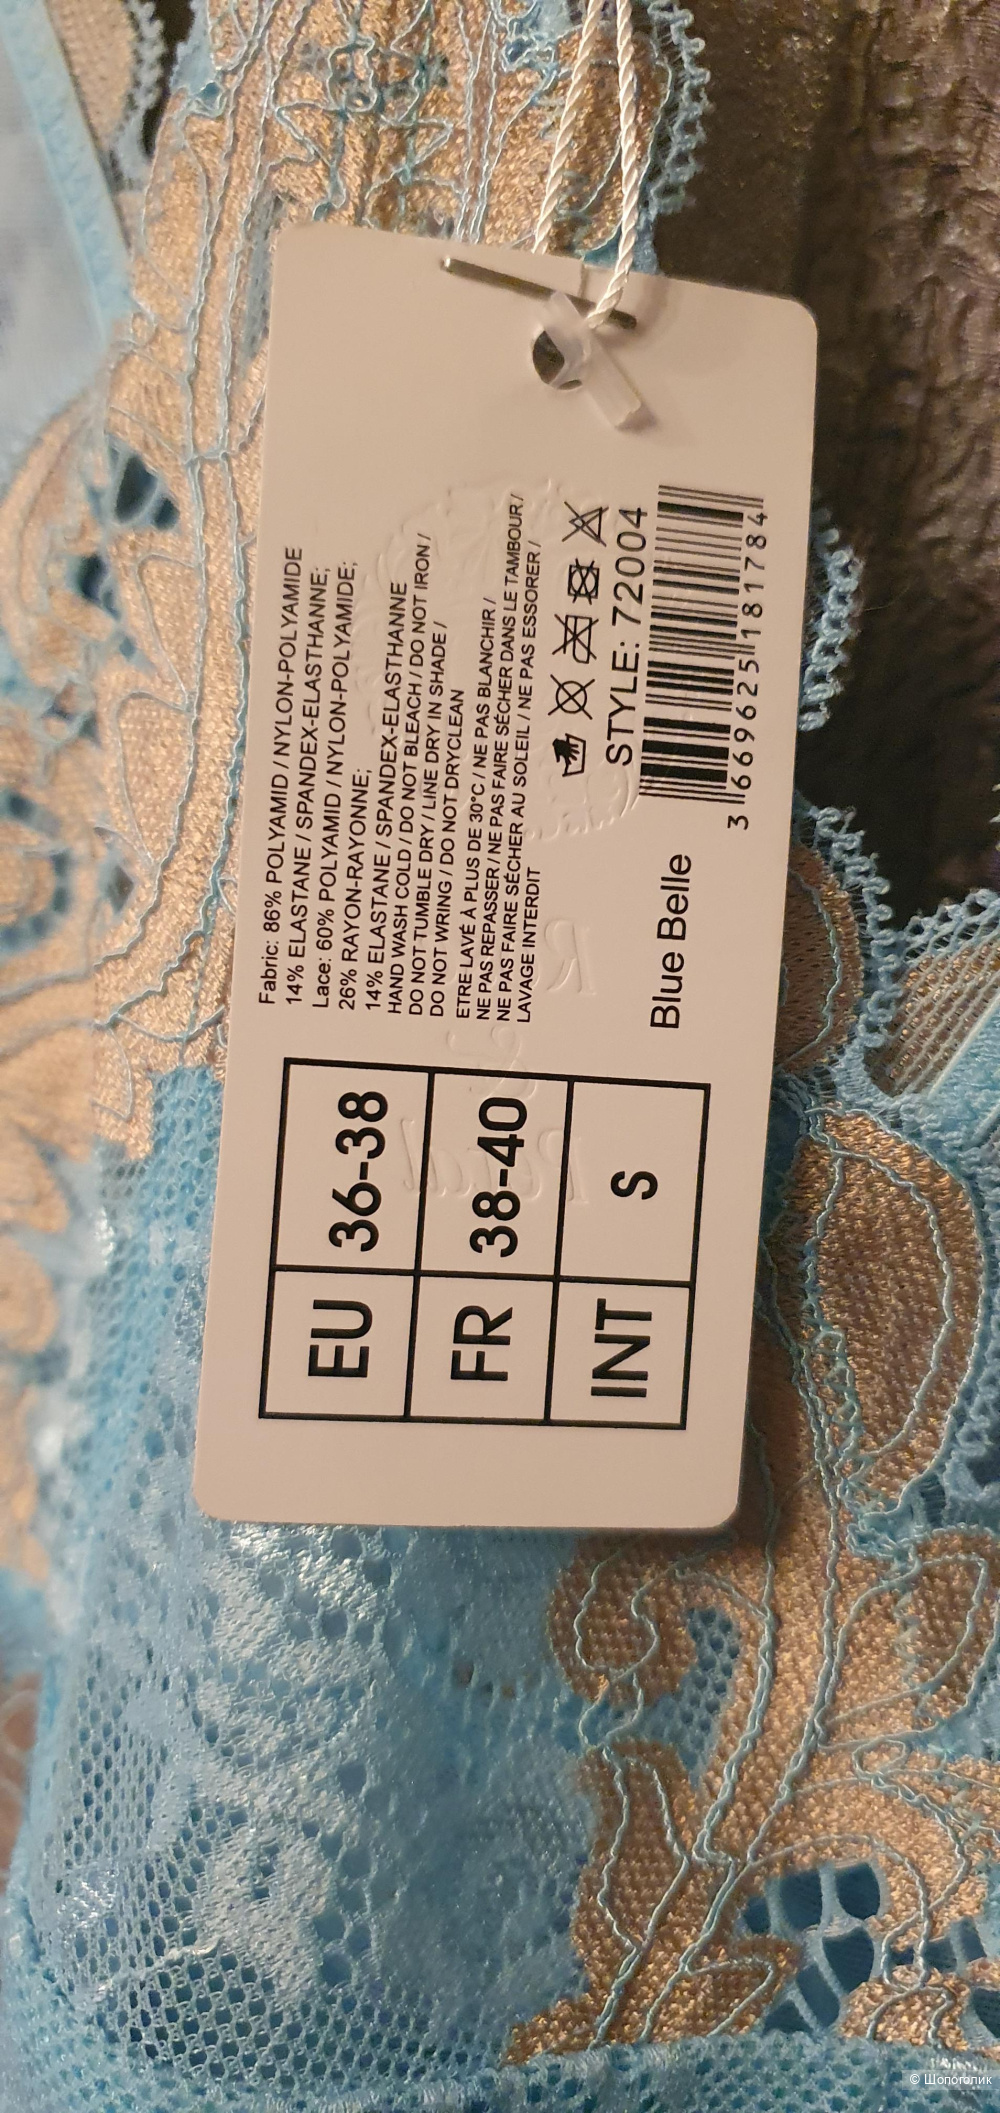 Fabric: 86% POLYAMID / NYLON-POLYAMIDE
14% ELASTANE / SPANDEX-ELASTHANNE;
Lace: 60% POLYAMID / NYLON-POLYAMIDE;
26% RAYON-RAYONNE;
14% ELASTANE / SPANDEX-ELASTHANNE
HAND WASH COLD / DO NOT BLEACH / DO NOT IRON /
DO NOT TUMBLE DRY / LINE DRY IN SHADE /
DO NOT WIRING / DO NOT DRYCLEAN
ETRE LAVÉ À PLUS DE 30°C / NE PAS BLANCHIR /
NE PAS REPASSER / NE PAS FAIRE SÉCHER DANS LE TAMBOUR /
NE PAS FAIRE SÉCHER AU SOLEIL / NE PAS ESSORER /
LAVAGE INTERDIT
STYLE: 72004
3 669625 181784
Blue Belle
EU 36-38
FR 38-40
INT S
© Шопоголик